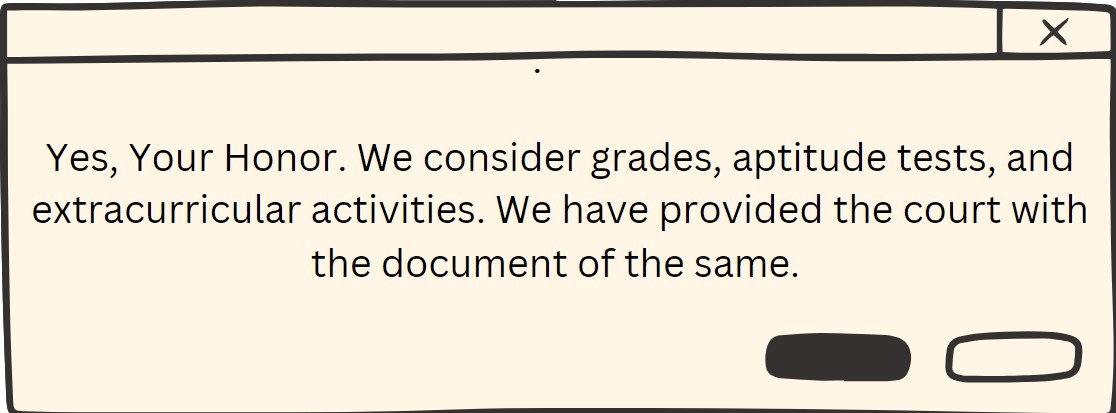 .
Yes, Your Honor. We consider grades, aptitude tests, and
extracurricular activities. We have provided the court with
the document of the same.